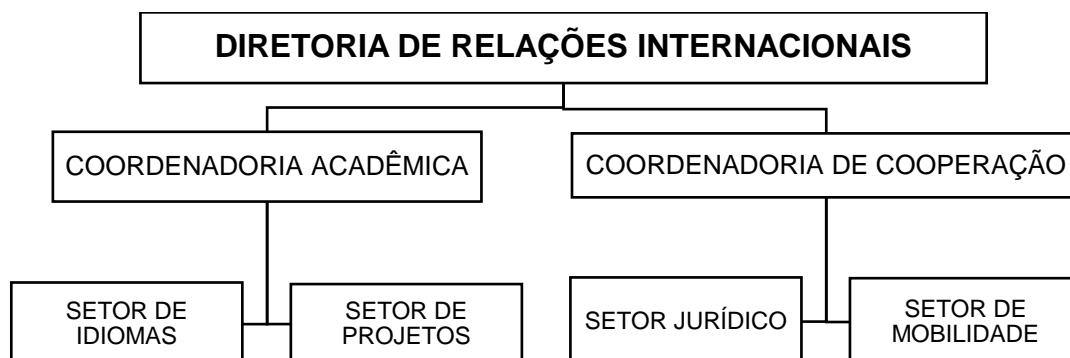 DIRETORIA DE RELAÇÕES INTERNACIONAIS
COORDENADORIA ACADÊMICA
COORDENADORIA DE COOPERAÇÃO
SETOR DE
IDIOMAS
SETOR DE
PROJETOS
SETOR JURÍDICO
SETOR DE
MOBILIDADE